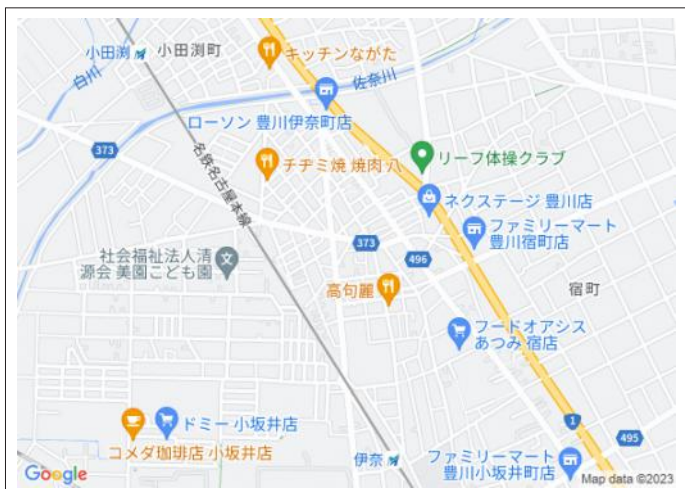 小田渕
小田渕町
キッチンながた
白川
佐奈川
ローソン 豊川伊奈町店
373
名鉄名古屋本線
チヂミ焼 焼肉 八
リーフ体操クラブ
ネクステージ 豊川店
ファミリーマート
豊川宿町店
373
496
社会福祉法人清
源会 美園こども園
高句麗
宿町
フードオアシス
あつみ 宿店
ドミー 小坂井店
コメダ珈琲店 小坂井店
1
495
伊奈
ファミリーマート
豊川小坂井町店
Google
Map data ©2023